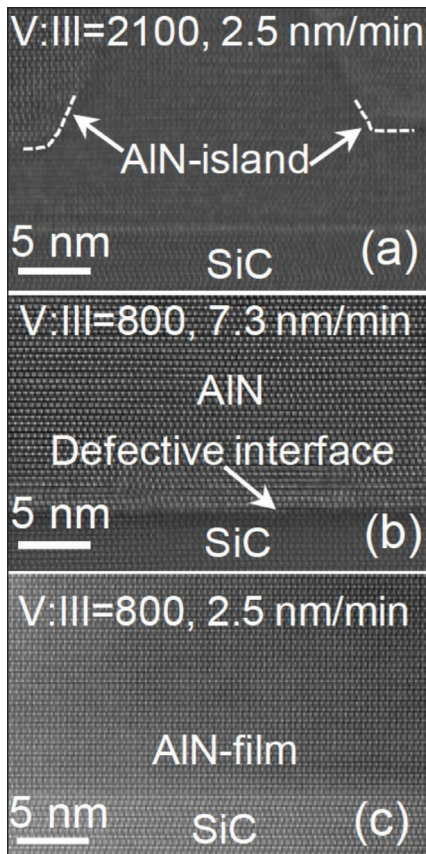 V:III=2100, 2.5 nm/min
AlN-island
5 nm
SiC
(a)
V:III=800, 7.3 nm/min
AlN
Defective interface
5 nm
SiC
(b)
V:III=800, 2.5 nm/min
AlN-film
5 nm
SiC
(c)